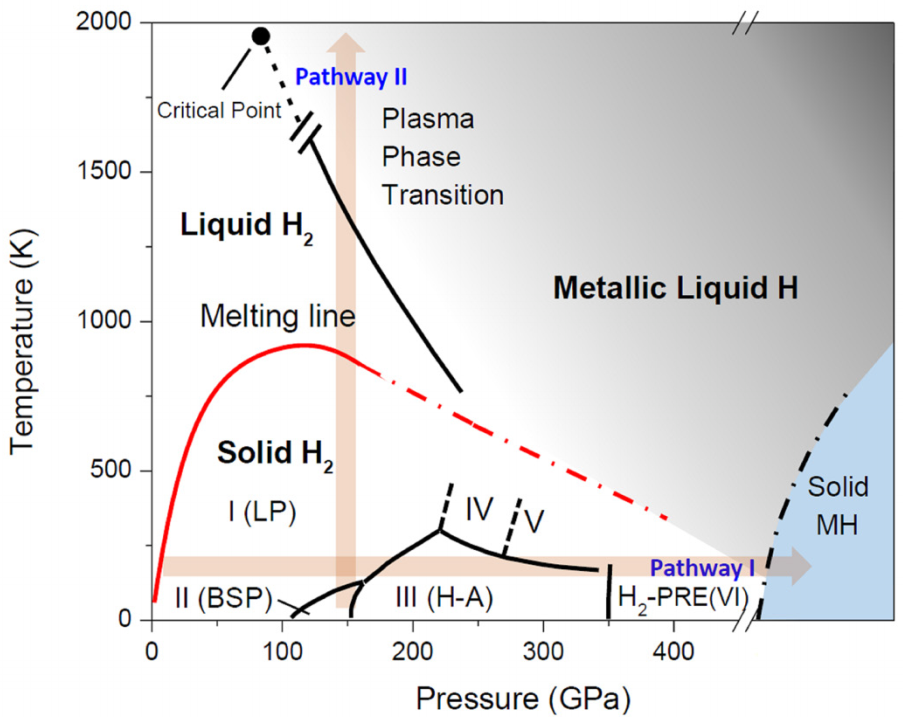 2000
1500
1000
500
0
Temperature (K)
Critical Point
Pathway II
Plasma
Phase
Transition
Liquid H₂
Metallic Liquid H
Melting line
Solid H₂
I (LP)
IV
V
Solid
MH
Pathway I
II (BSP)
III (H-A)
H₂-PRE(VI)
0
100
200
300
400
Pressure (GPa)